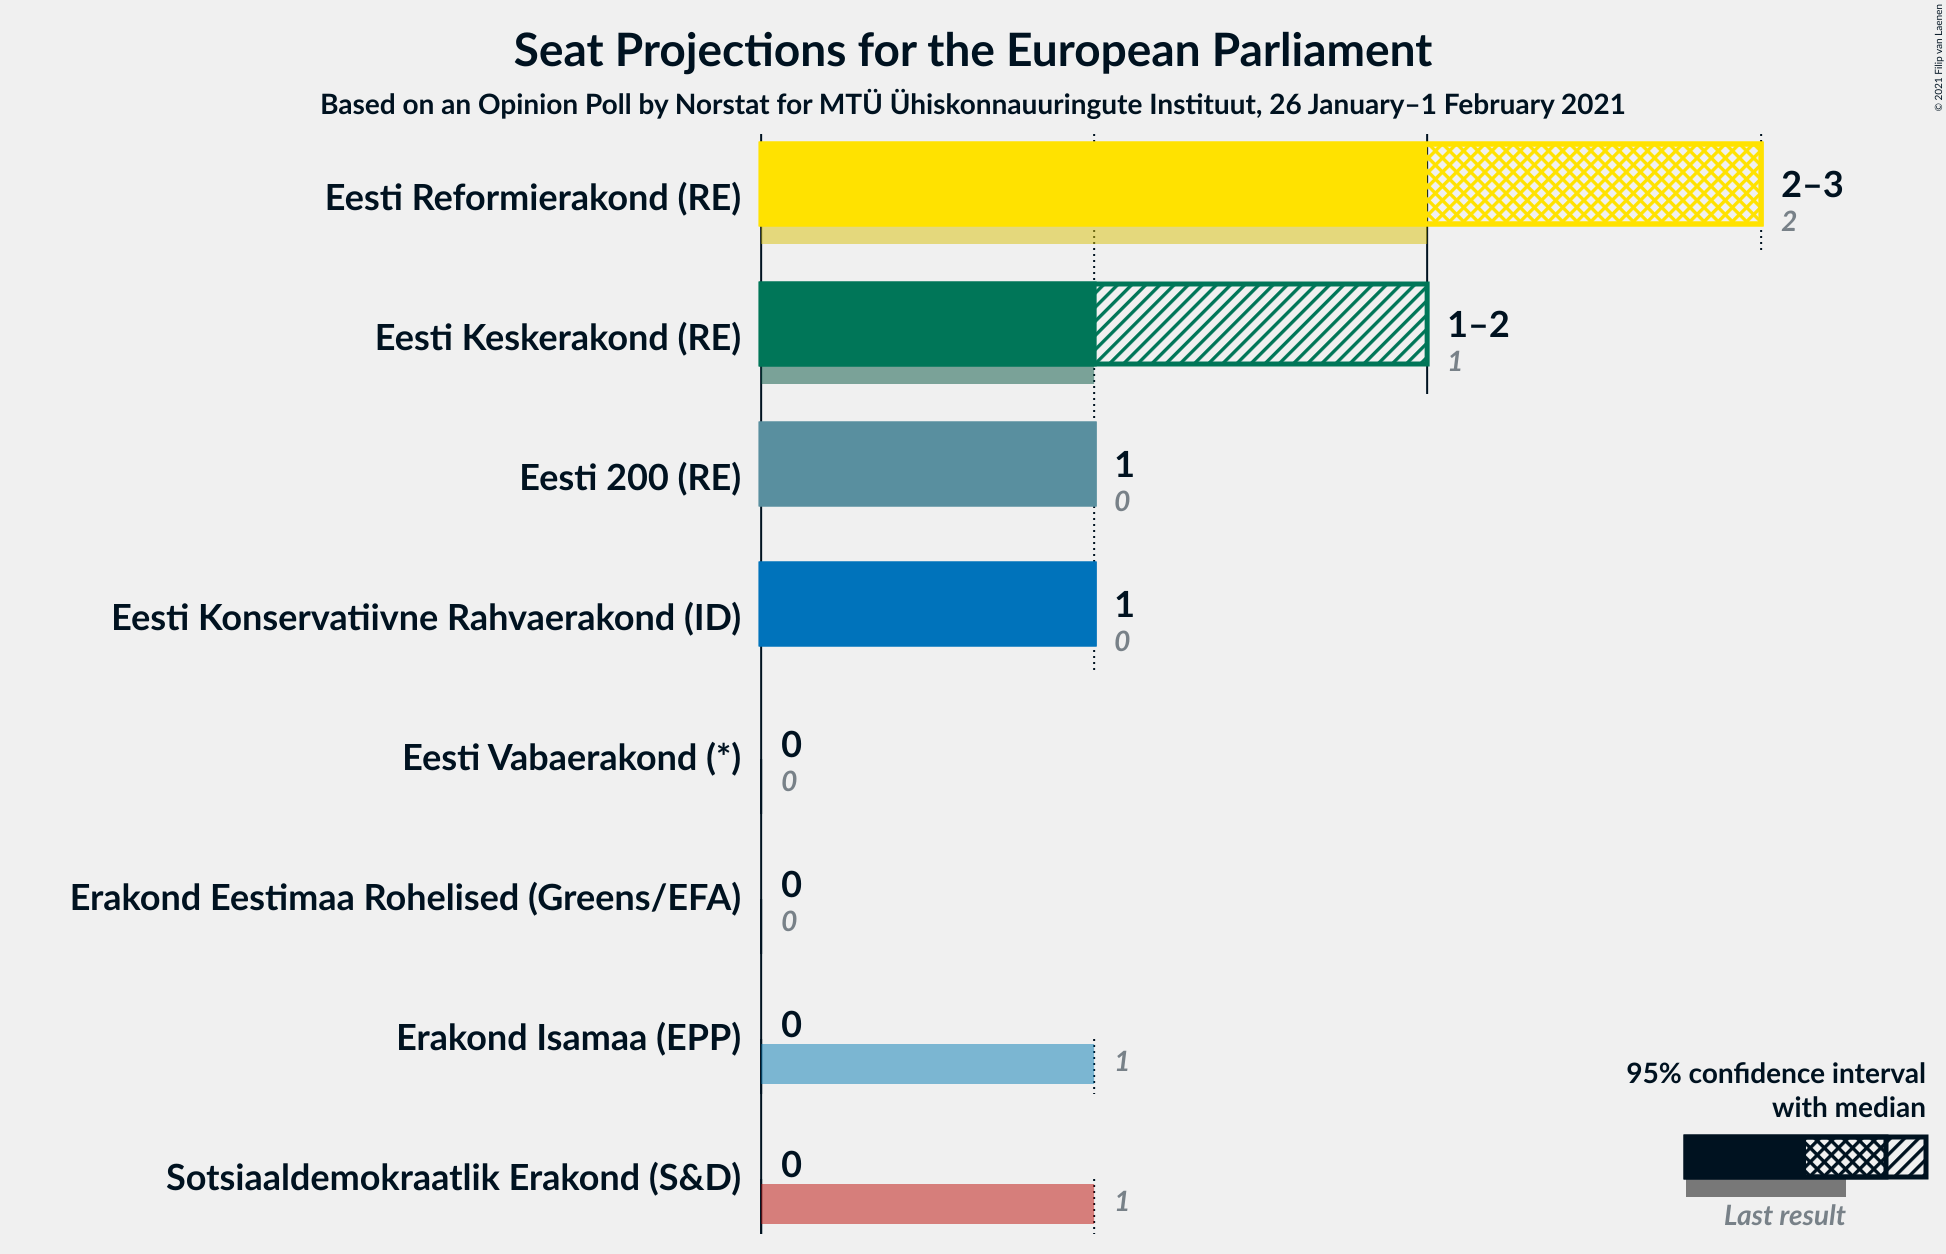 Seat Projections for the European Parliament
Based on an Opinion Poll by Norstat for MTÜ Ühiskonnauuringute Instituut, 26 January–1 February 2021
© 2021 Filip van Laenen
Eesti Reformierakond (RE)
2–3
2
Eesti Keskerakond (RE)
1–2
1
Eesti 200 (RE)
1
0
Eesti Konservatiivne Rahvaerakond (ID)
1
0
Eesti Vabaerakond (*)
0
0
Erakond Eestimaa Rohelised (Greens/EFA)
0
0
Erakond Isamaa (EPP)
0
1
Sotsiaaldemokraatlik Erakond (S&D)
0
1
95% confidence interval
with median
Last result